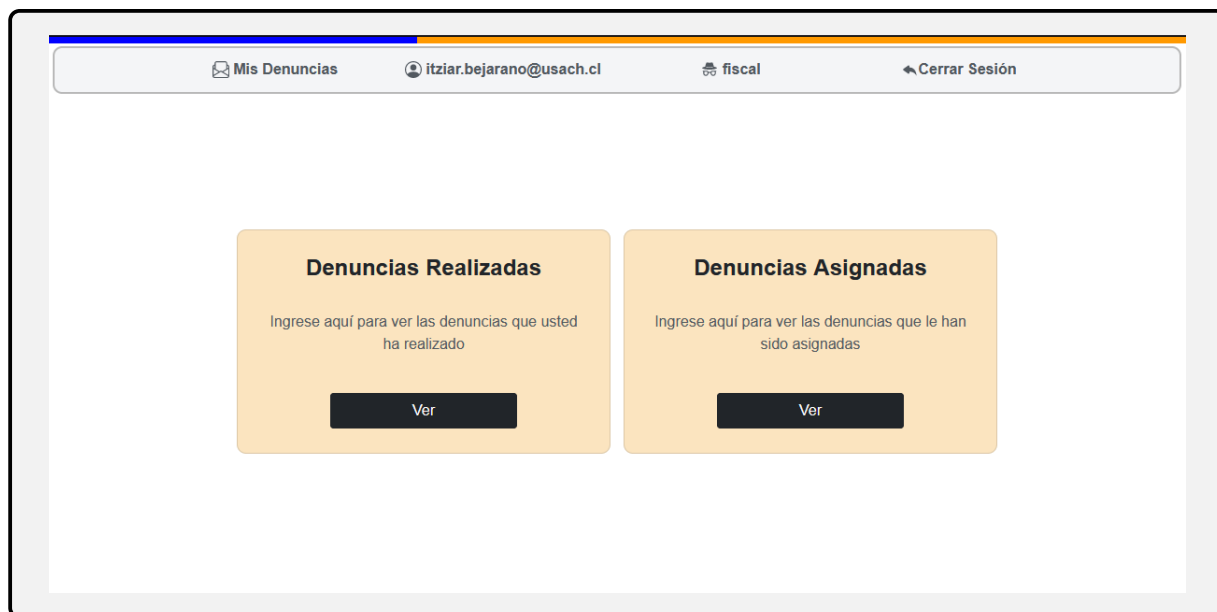 Mis Denuncias itziar.bejarano@usach.cl fiscal Cerrar Sesión
Denuncias Realizadas
Ingrese aquí para ver las denuncias que usted
ha realizado
Ver
Denuncias Asignadas
Ingrese aquí para ver las denuncias que le han
sido asignadas
Ver